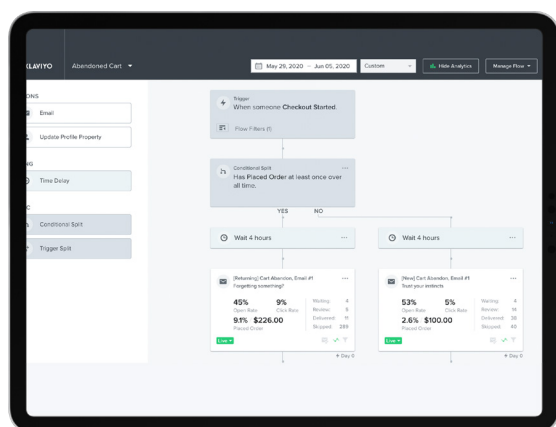 KLAVIYO
Abandoned Cart
May 29, 2020 – Jun 05, 2020
Custom
Hide Analytics
Manage Flow
ONS
Email
Update Profile Property
NG
Time Delay
C
Conditional Split
Trigger Split
Trigger
When someone Checkout Started.
Flow Filters (1)
Conditional Split
Has Placed Order at least once over
all time.
YES
NO
Wait 4 hours
[Returning] Cart Abandon, Email #1
Forgetting something?
45%
Open Rate
9%
Click Rate
9.1% $226.00
Placed Order
Waiting 4
Review
Delivered 11
Skipped 289
Live
Day 0
Wait 4 hours
[New] Cart Abandon, Email #1
Trust your instincts
53%
Open Rate
5%
Click Rate
2.6% $100.00
Placed Order
Waiting 4
Review
Delivered
Skipped 40
Day 0